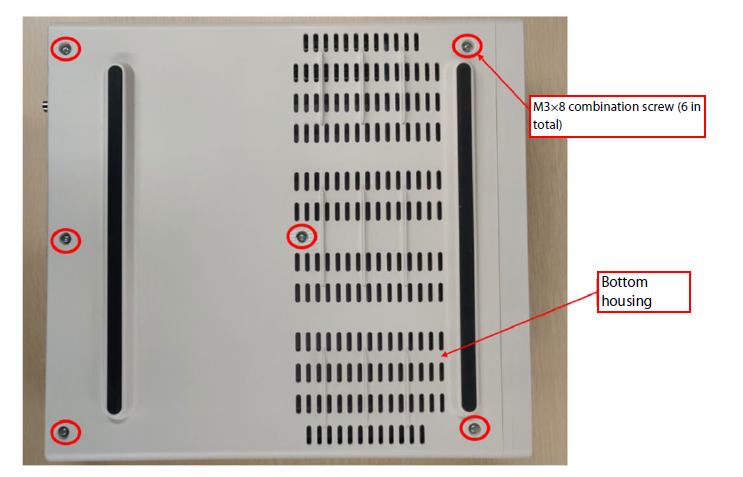 M3×8 combination screw (6 in
total)
Bottom
housing